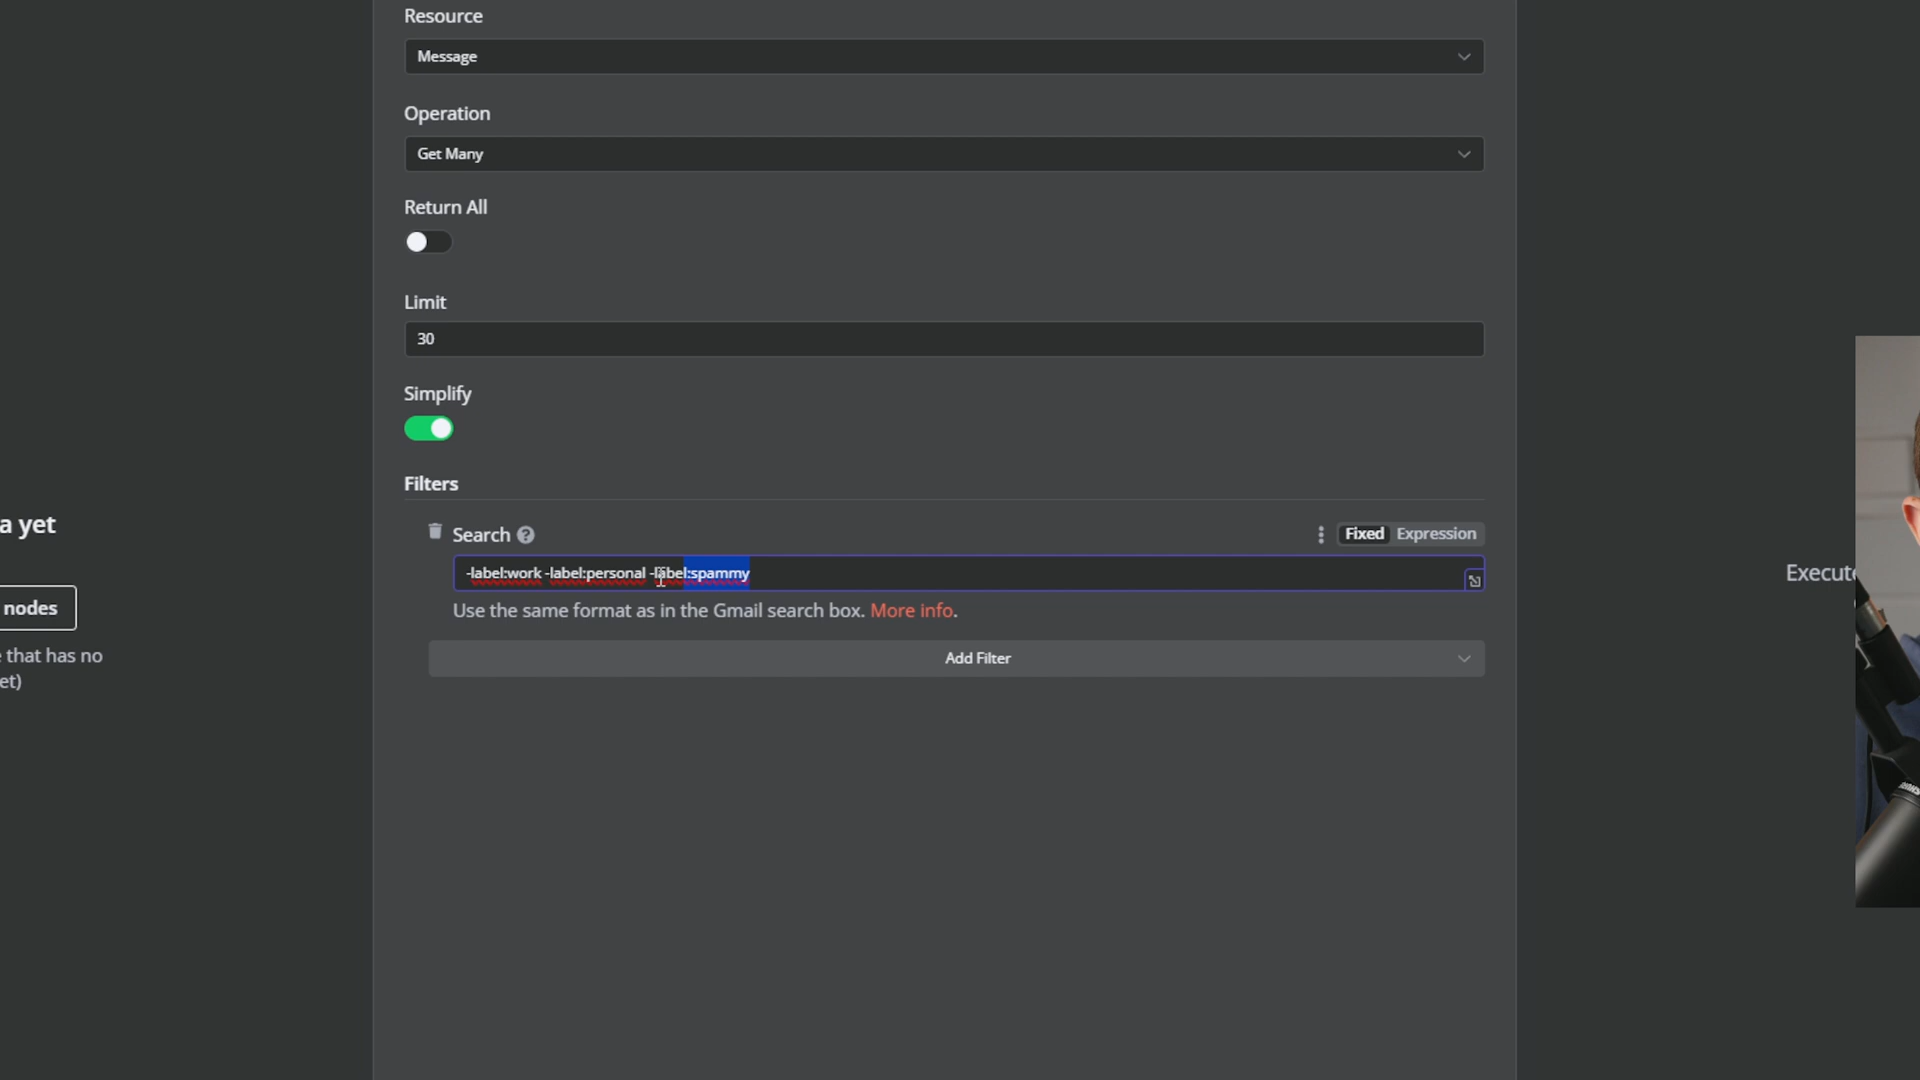 Resource
Message
Operation
Get Many
Return All
Limit
30
Simplify
Filters
Search
Fixed Expression
-label:work -label:personal -label:spammy
Use the same format as in the Gmail search box. More info.
Add Filter
a yet
nodes
that has no
et)
Execute